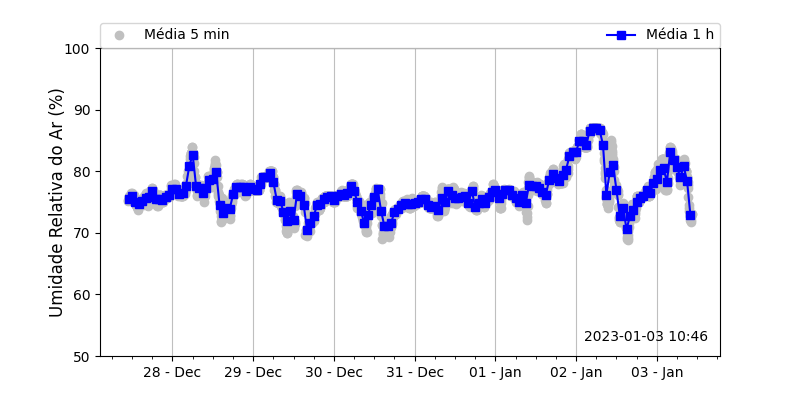 Média 5 min
Média 1 h
Umidade Relativa do Ar (%)
100
90
80
70
60
50
2023-01-03 10:46
28 - Dec
29 - Dec
30 - Dec
31 - Dec
01 - Jan
02 - Jan
03 - Jan